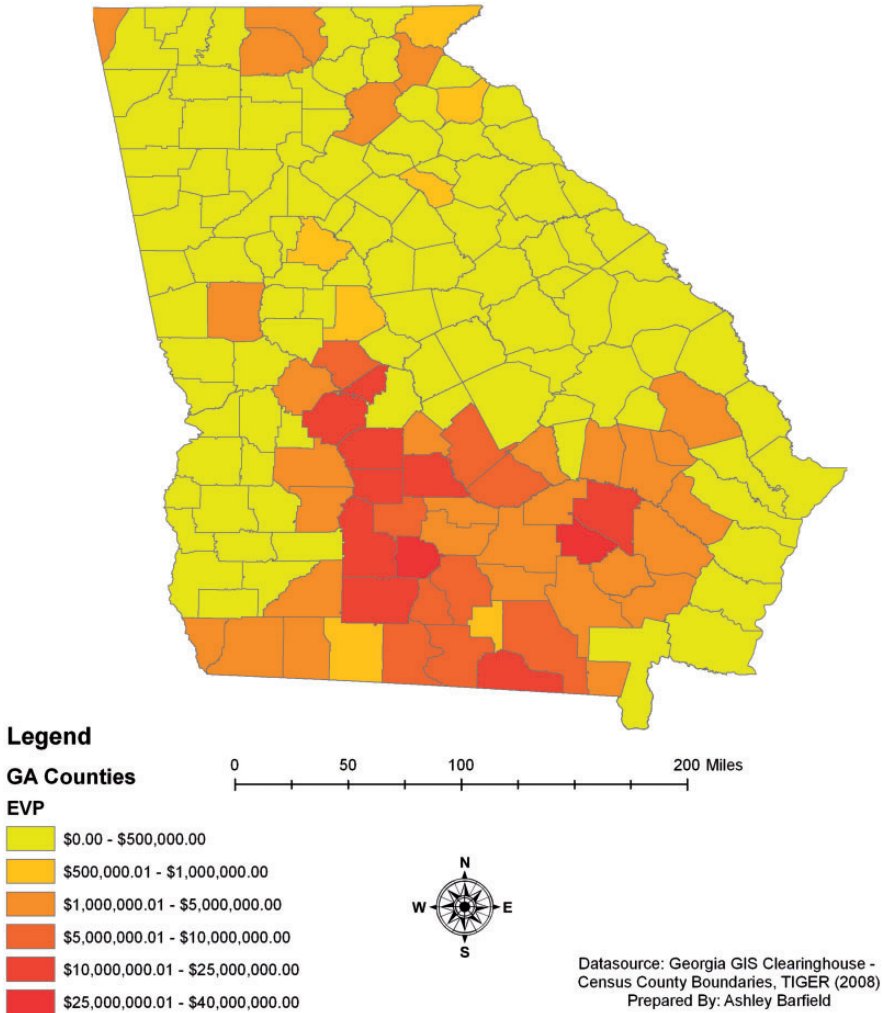 Legend
GA Counties
0 50 100 200 Miles
EVP
$0.00 - $500,000.00
$500,000.01 - $1,000,000.00
$1,000,000.01 - $5,000,000.00
$5,000,000.01 - $10,000,000.00
$10,000,000.01 - $25,000,000.00
$25,000,000.01 - $40,000,000.00
N
W E
S
Datasource: Georgia GIS Clearinghouse -
Census County Boundaries, TIGER (2008)
Prepared By: Ashley Barfield